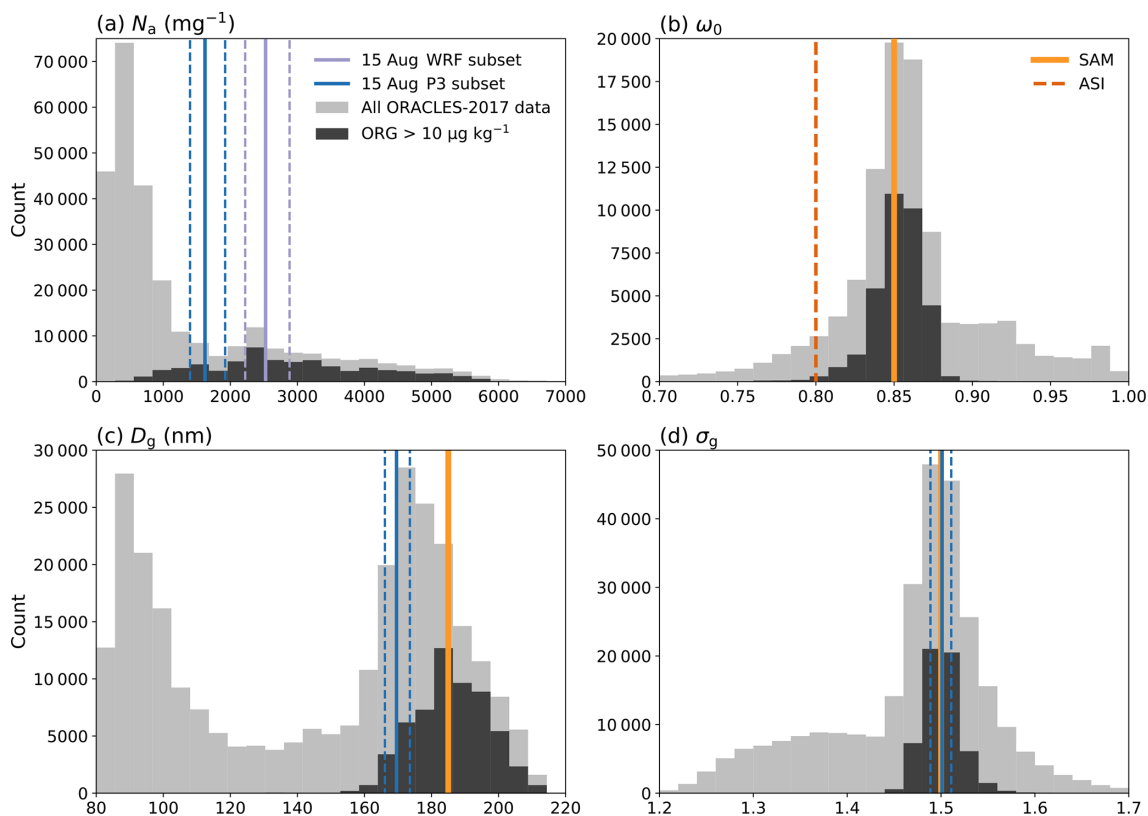 (a) Nₐ (mg⁻¹)
70 000
60 000
50 000
40 000
30 000
20 000
10 000
0
Count
0 1000 2000 3000 4000 5000 6000 7000
15 Aug WRF subset
15 Aug P3 subset
All ORACLES-2017 data
ORG > 10 µg kg⁻¹
(b) ω₀
20 000
17 500
15 000
12 500
10 000
7500
5000
2500
0
0.70 0.75 0.80 0.85 0.90 0.95 1.00
SAM
ASI
(c) D_g (nm)
30 000
25 000
20 000
15 000
10 000
5000
0
Count
80 100 120 140 160 180 200 220
(d) σ_g
50 000
40 000
30 000
20 000
10 000
0
1.2 1.3 1.4 1.5 1.6 1.7